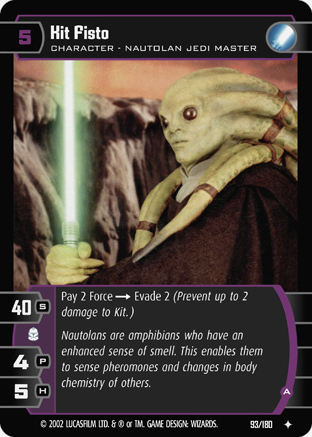 5
Kit Fisto
CHARACTER - NAUTOLAN JEDI MASTER
40 S
Pay 2 Force → Evade 2 (Prevent up to 2
damage to Kit.)
4 P
5 H
Nautolans are amphibians who have an
enhanced sense of smell. This enables them
to sense pheromones and changes in body
chemistry of others.
A
© 2002 LUCASFILM LTD. & ® or TM. GAME DESIGN: WIZARDS.
93/180